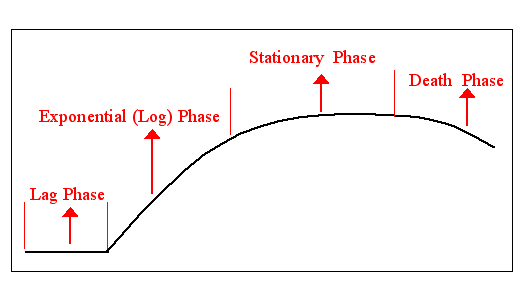 Stationary Phase
Death Phase
Exponential (Log) Phase
Lag Phase